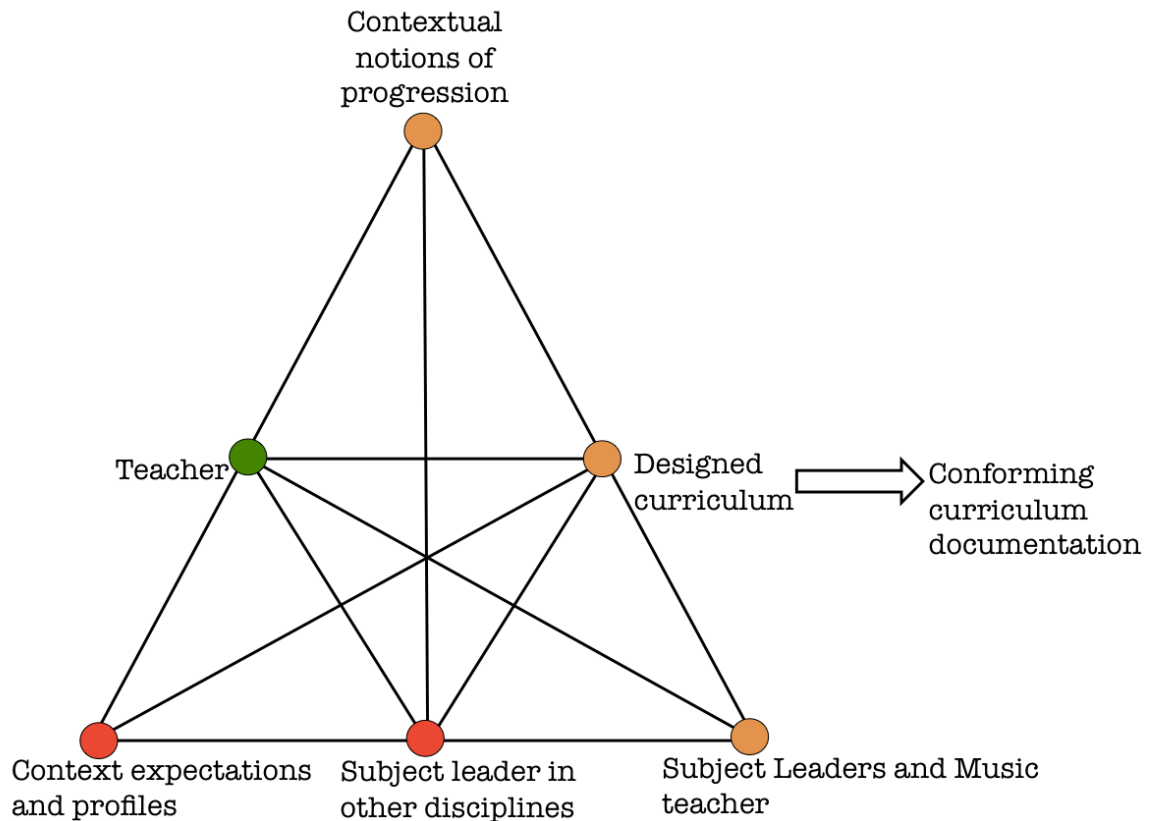 Contextual
notions of
progression
Teacher
Designed
curriculum
Conforming
curriculum
documentation
Context expectations
and profiles
Subject leader in
other disciplines
Subject Leaders and Music
teacher